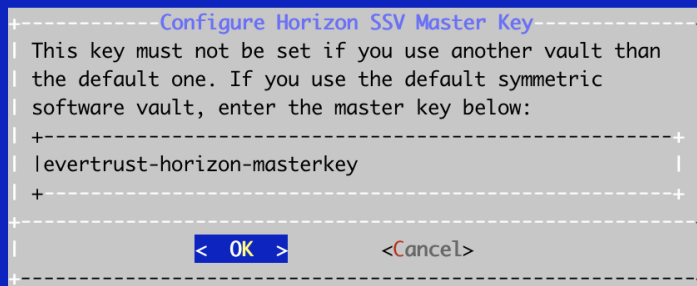 Configure Horizon SSV Master Key
This key must not be set if you use another vault than
the default one. If you use the default symmetric
software vault, enter the master key below:
evertrust-horizon-masterkey
< OK > <Cancel>